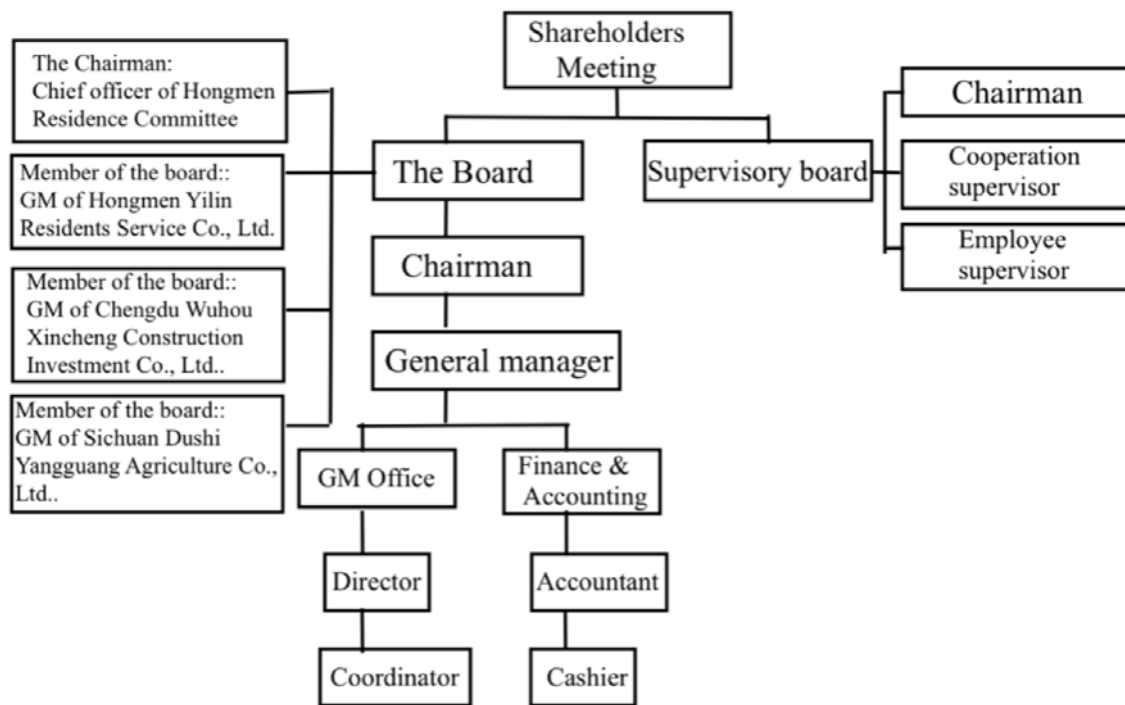 Shareholders
Meeting
The Chairman:
Chief officer of Hongmen
Residence Committee
Member of the board::
GM of Hongmen Yilin
Residents Service Co., Ltd.
Member of the board::
GM of Chengdu Wuhou
Xincheng Construction
Investment Co., Ltd..
Member of the board::
GM of Sichuan Dushi
Yangguang Agriculture Co.,
Ltd..
The Board
Supervisory board
Chairman
Cooperation
supervisor
Employee
supervisor
Chairman
General manager
GM Office
Finance &
Accounting
Director
Accountant
Coordinator
Cashier